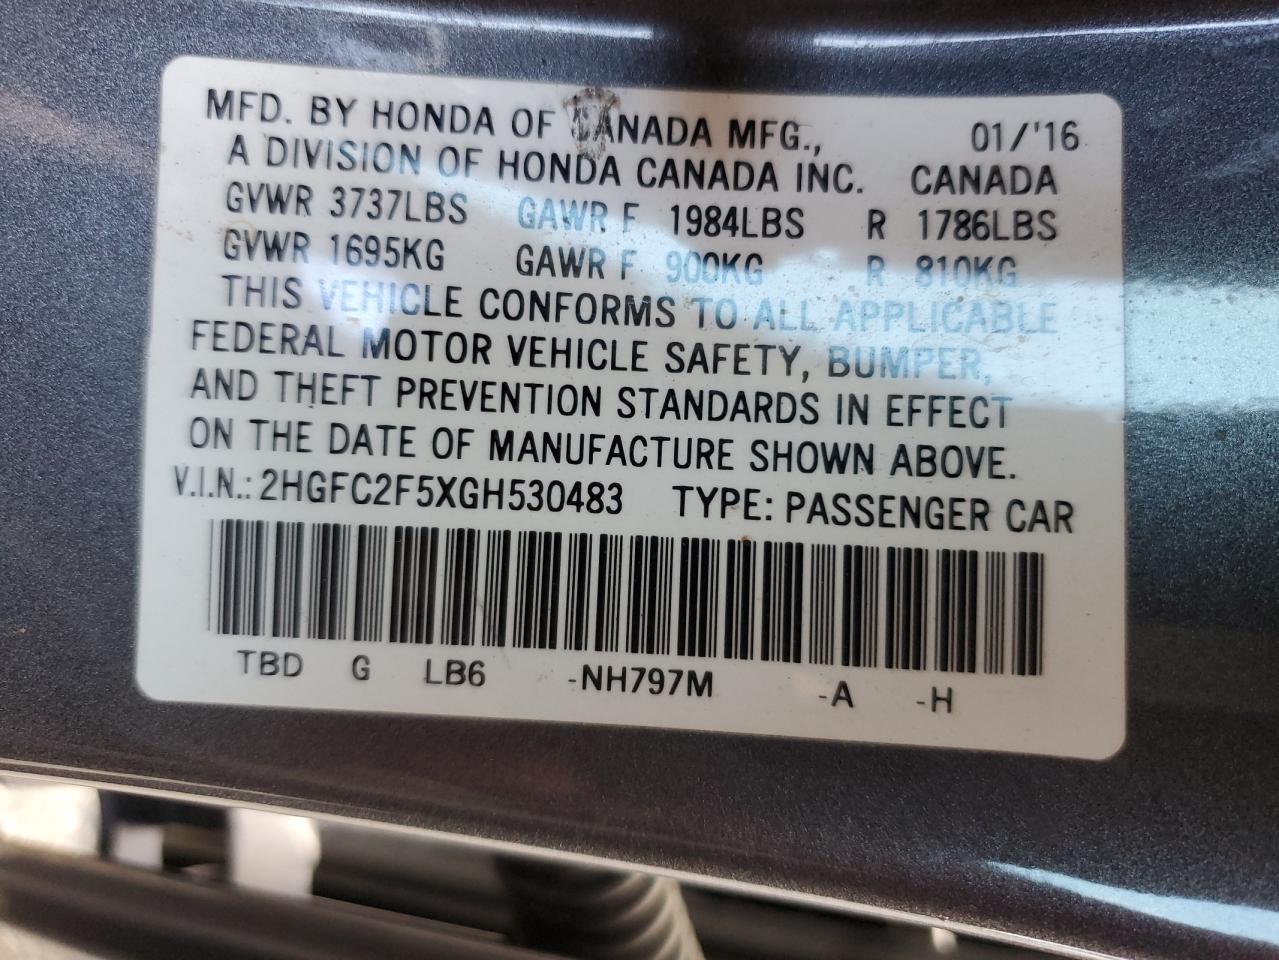 MFD. BY HONDA OF CANADA MFG., 01/'16
A DIVISION OF HONDA CANADA INC. CANADA
GVWR 3737LBS GAWR F 1984LBS R 1786LBS
GVWR 1695KG GAWR F 900KG R 810KG
THIS VEHICLE CONFORMS TO ALL APPLICABLE
FEDERAL MOTOR VEHICLE SAFETY, BUMPER,
AND THEFT PREVENTION STANDARDS IN EFFECT
ON THE DATE OF MANUFACTURE SHOWN ABOVE.
V.I.N.: 2HGFC2F5XGH530483 TYPE: PASSENGER CAR
TBD G LB6 -NH797M -A -H